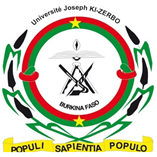 Université Joseph KI-ZERBO
BURKINA FASO
POPULI SAPIENTIA POPULO